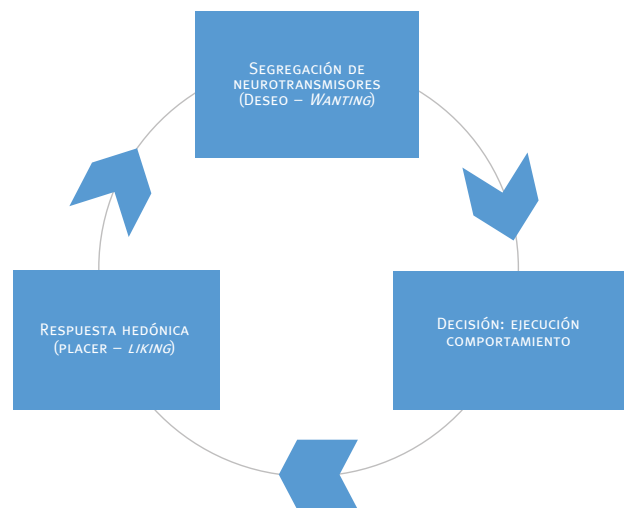 Segregación de
neurotransmisores
(Deseo – Wanting)
Decisión: ejecución
comportamiento
Respuesta hedónica
(placer – liking)